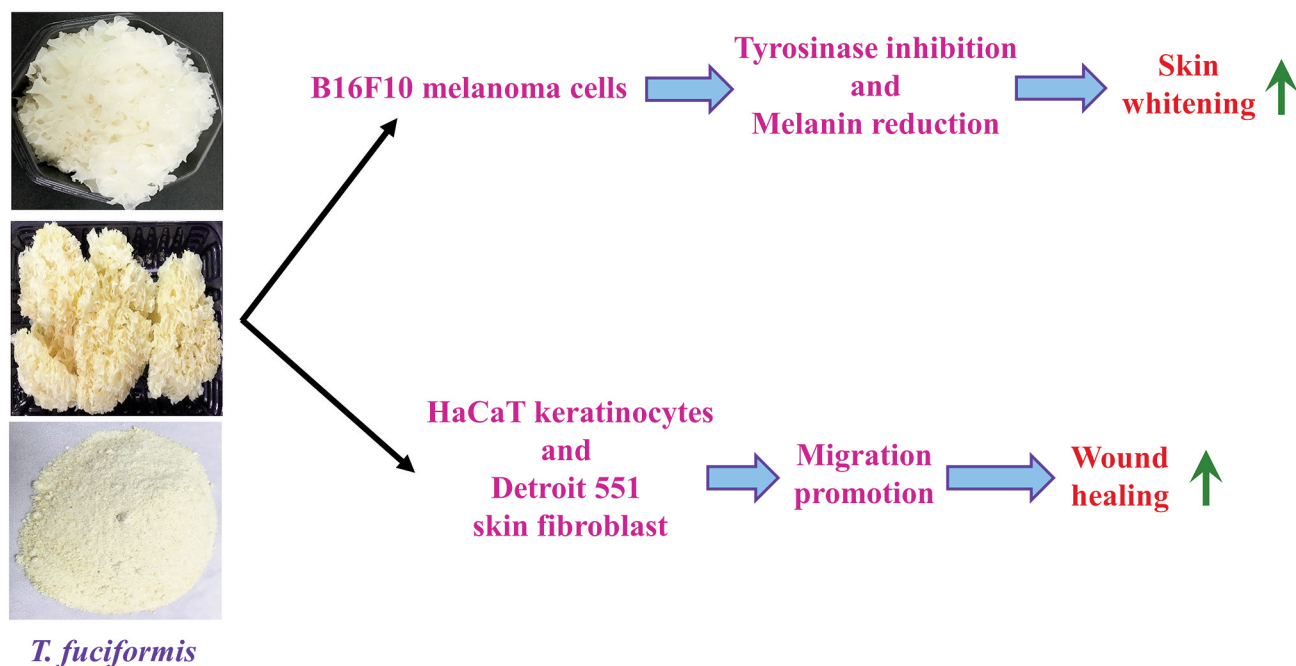 B16F10 melanoma cells
Tyrosinase inhibition
and
Melanin reduction
Skin
whitening
HaCaT keratinocytes
and
Detroit 551
skin fibroblast
Migration
promotion
Wound
healing
T. fuciformis